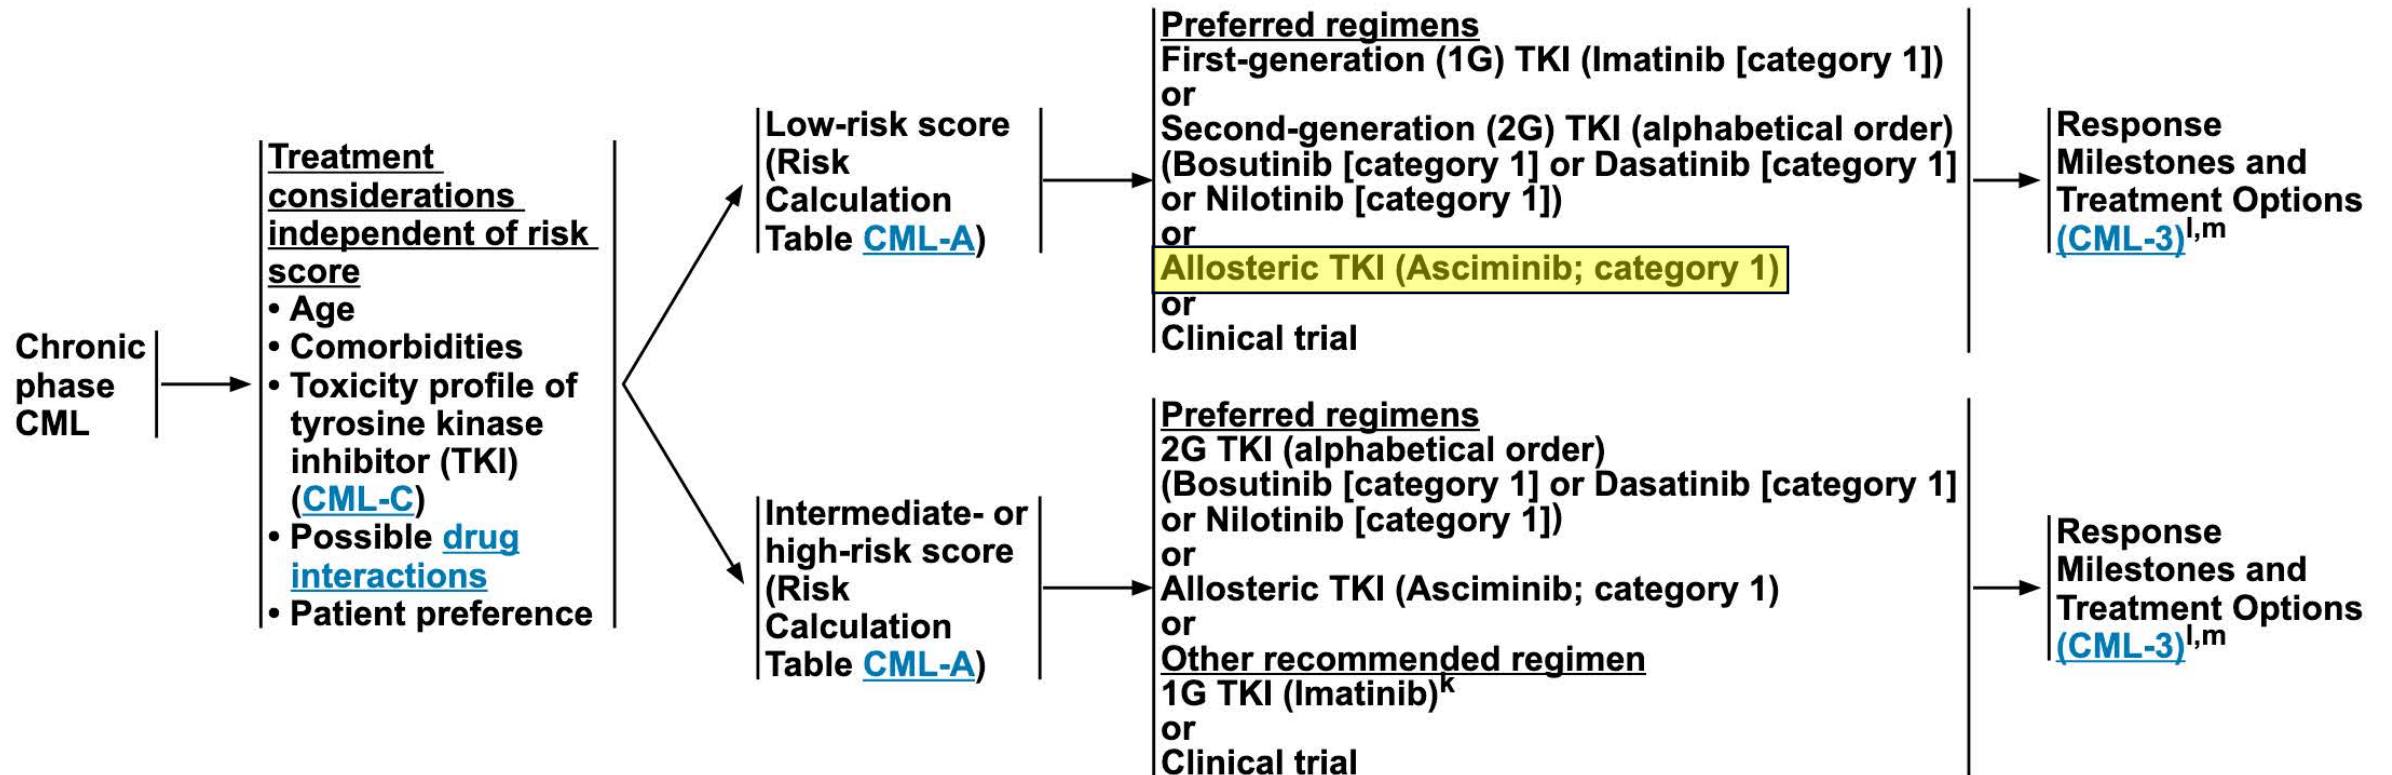 Chronic
phase
CML
Treatment
considerations
independent of risk
score
• Age
• Comorbidities
• Toxicity profile of
tyrosine kinase
inhibitor (TKI)
(CML-C)
• Possible drug
interactions
• Patient preference
Low-risk score
(Risk
Calculation
Table CML-A)
Preferred regimens
First-generation (1G) TKI (Imatinib [category 1])
or
Second-generation (2G) TKI (alphabetical order)
(Bosutinib [category 1] or Dasatinib [category 1]
or Nilotinib [category 1])
or
Allosteric TKI (Asciminib; category 1)
or
Clinical trial
Response
Milestones and
Treatment Options
(CML-3)l,m
Intermediate- or
high-risk score
(Risk
Calculation
Table CML-A)
Preferred regimens
2G TKI (alphabetical order)
(Bosutinib [category 1] or Dasatinib [category 1]
or Nilotinib [category 1])
or
Allosteric TKI (Asciminib; category 1)
or
Other recommended regimen
1G TKI (Imatinib)k
or
Clinical trial
Response
Milestones and
Treatment Options
(CML-3)l,m